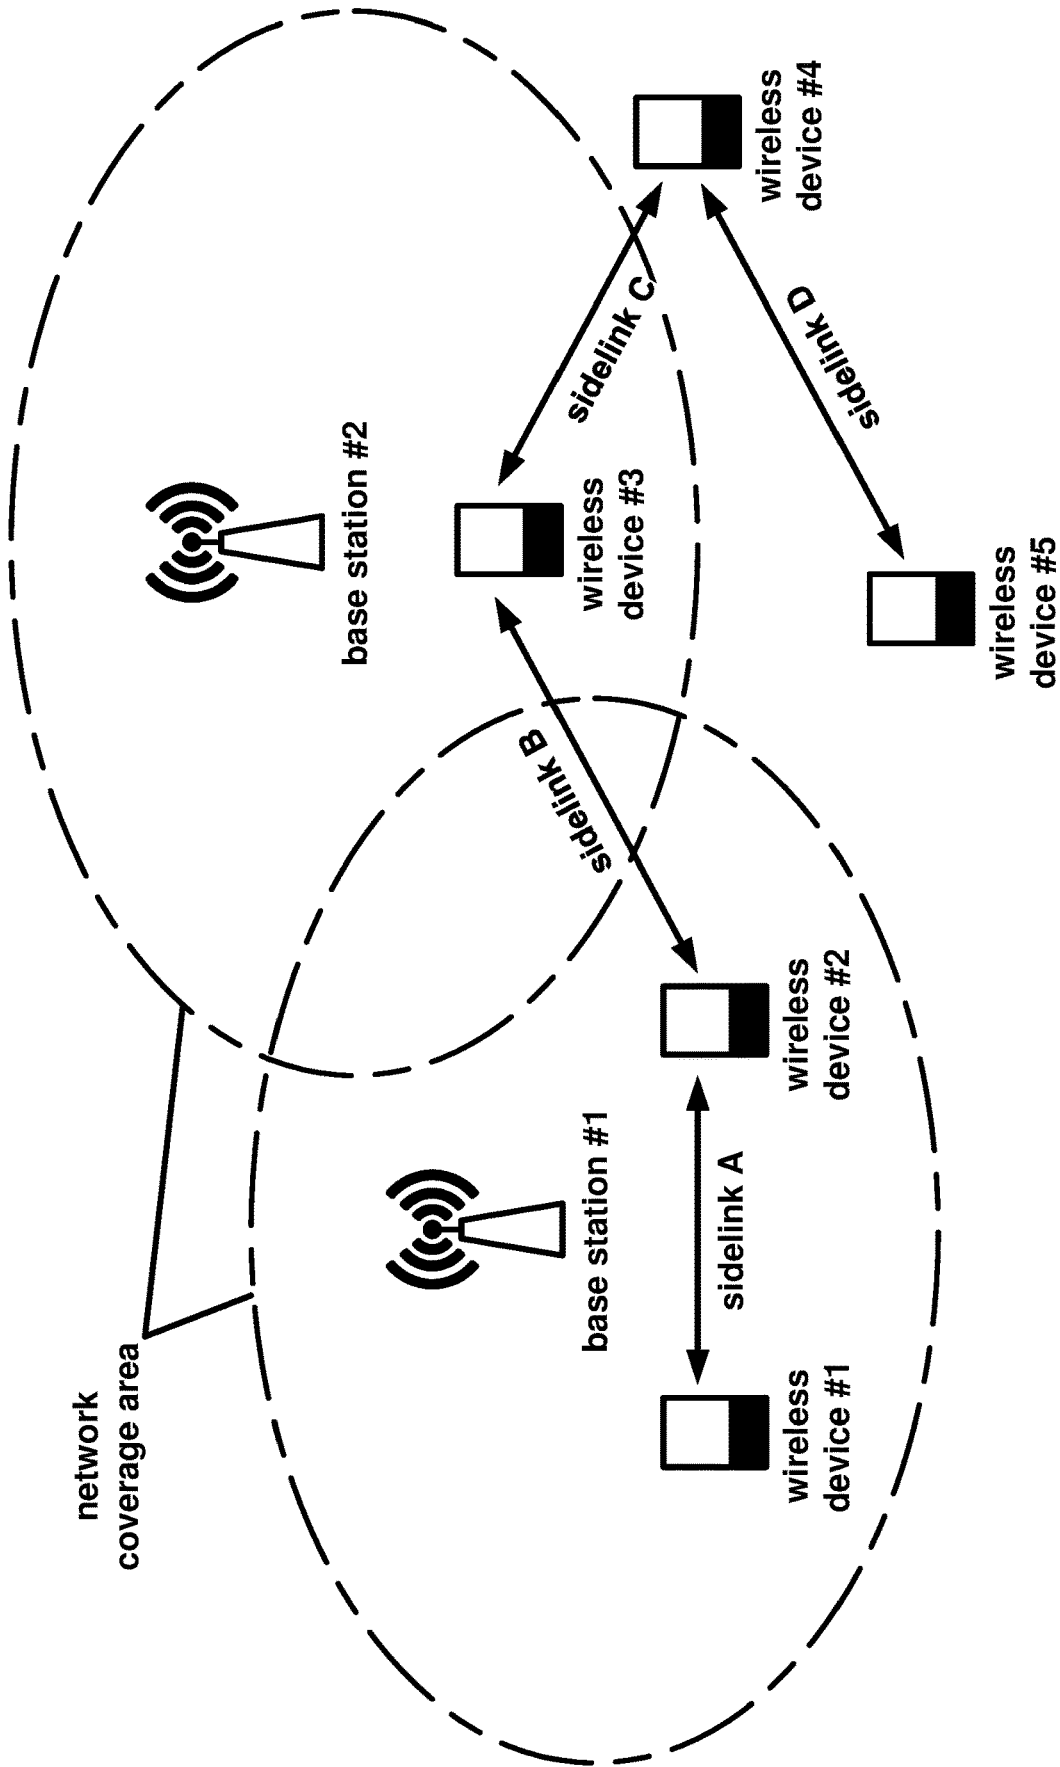 network
coverage area
base station #2
base station #1
wireless
device #3
sidelink B
sidelink C
wireless
device #4
wireless
device #1
sidelink A
wireless
device #2
sidelink D
wireless
device #5